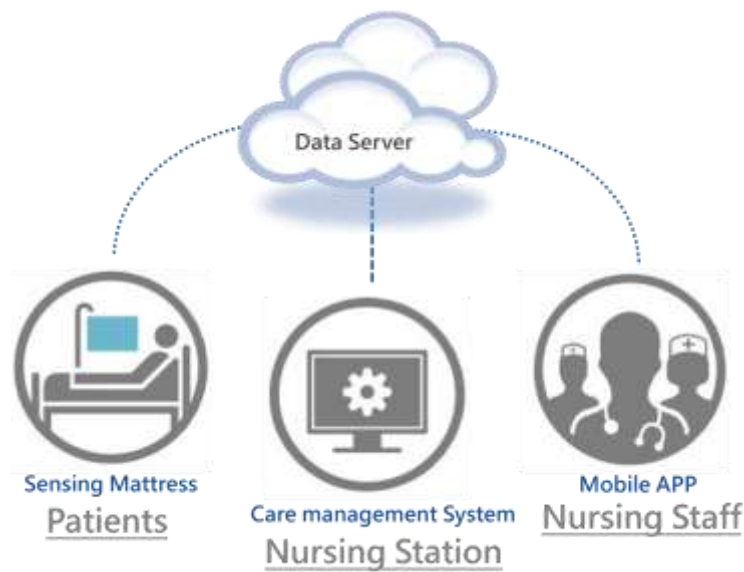 Data Server
Sensing Mattress
Patients
Care management System
Nursing Station
Mobile APP
Nursing Staff